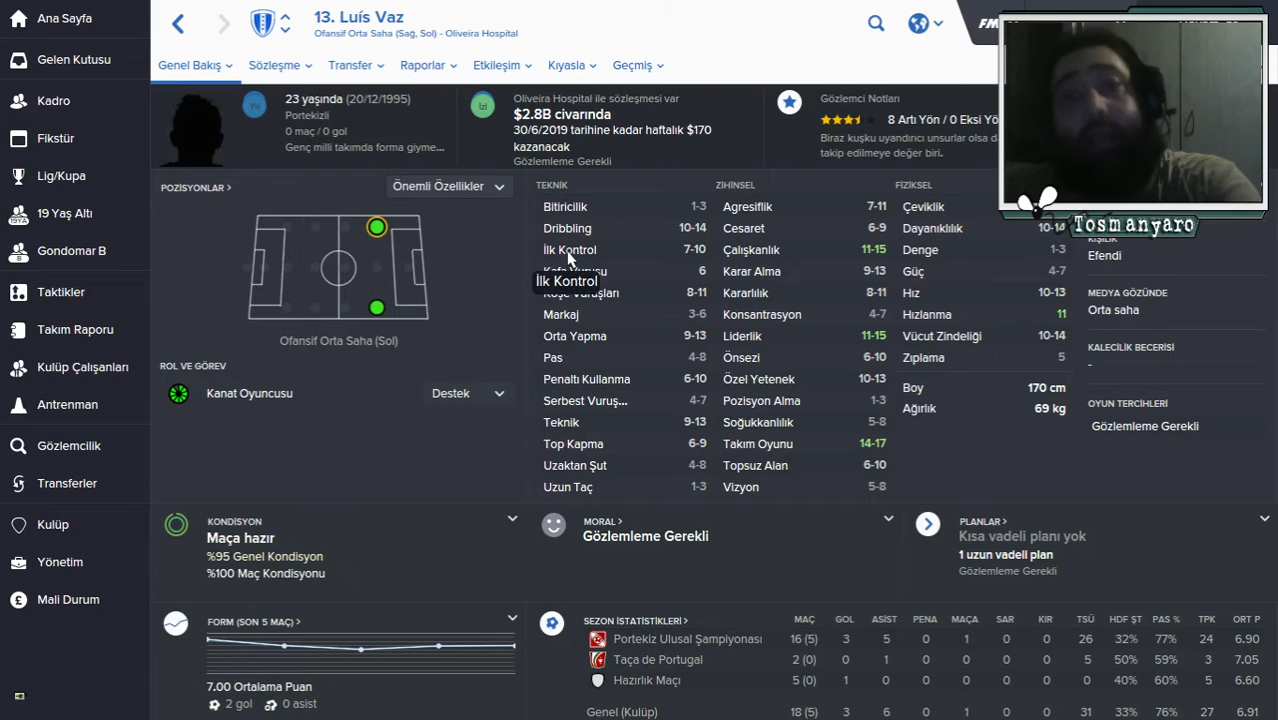 Ana Sayfa
Gelen Kutusu
Kadro
Fikstür
Lig/Kupa
19 Yaş Altı
Gondomar B
Taktikler
Takım Raporu
Kulüp Çalışanları
Antrenman
Gözlemcilik
Transferler
Kulüp
Yönetim
Mali Durum
13. Luís Vaz
Ofansif Orta Saha (Sağ, Sol) - Oliveira Hospital
FM
Genel Bakış
Sözleşme
Transfer
Raporlar
Etkileşim
Kıyasla
Geçmiş
23 yaşında (20/12/1995)
Portekizli
0 maç / 0 gol
Genç milli takımda forma giyme...
Oliveira Hospital ile sözleşmesi var
$2.8B civarında
30/6/2019 tarihine kadar haftalık $170
kazanacak
Gözlemleme Gerekli
Gözlemci Notları
8 Artı Yön / 0 Eksi Yö
Biraz kuşku uyandırıcı unsurlar olsa da
takip edilmeye değer biri.
Tosmanyaro
POZİSYONLAR >
Önemli Özellikler
Ofansif Orta Saha (Sol)
ROL VE GÖREV
Kanat Oyuncusu
Destek
TEKNİK
Bitiricilik 1-3
Dribbling 10-14
İlk Kontrol 7-10
Kafa Vuruşu 6
İlk Kontrol
Köşe Vuruşları 8-11
Markaj 3-6
Orta Yapma 9-13
Pas 4-8
Penaltı Kullanma 6-10
Serbest Vuruş... 4-7
Teknik 9-13
Top Kapma 6-9
Uzaktan Şut 4-8
Uzun Taç 1-3
ZİHİNSEL
Agresiflik 7-11
Cesaret 6-9
Çalışkanlık 11-15
Karar Alma 9-13
Kararlılık 8-11
Konsantrasyon 4-7
Liderlik 11-15
Önsezi 6-10
Özel Yetenek 10-13
Pozisyon Alma 1-3
Soğukkanlılık 5-8
Takım Oyunu 14-17
Topsuz Alan 6-10
Vizyon 5-8
FİZİKSEL
Çeviklik
Dayanıklılık 10-14
Denge 1-3
Güç 4-7
Hız 10-13
Hızlanma 11
Vücut Zindeliği 10-14
Zıplama 5
Boy 170 cm
Ağırlık 69 kg
KİŞİLİK
Efendi
MEDYA GÖZÜNDE
Orta saha
KALECİLİK BECERİSİ
-
OYUN TERCİHLERİ
Gözlemleme Gerekli
KONDİSYON
Maça hazır
%95 Genel Kondisyon
%100 Maç Kondisyonu
MORAL >
Gözlemleme Gerekli
PLANLAR >
Kısa vadeli planı yok
1 uzun vadeli plan
Gözlemleme Gerekli
FORM (SON 5 MAÇ) >
7.00 Ortalama Puan
2 gol 0 asist
SEZON İSTATİSTİKLERİ > MAÇ GOL ASİST PENA MAÇA SAR KIR TSÜ HDF ŞT PAS % TPK ORT P
Portekiz Ulusal Şampiyonası 16 (5) 3 5 0 1 0 0 26 32% 77% 24 6.90
Taça de Portugal 2 (0) 0 1 0 0 0 0 5 50% 59% 3 7.05
Hazırlık Maçı 5 (0) 1 0 0 0 0 0 0 40% 60% 5 6.60
Genel (Kulüp) 18 (5) 3 6 0 1 0 0 31 33% 76% 27 6.91